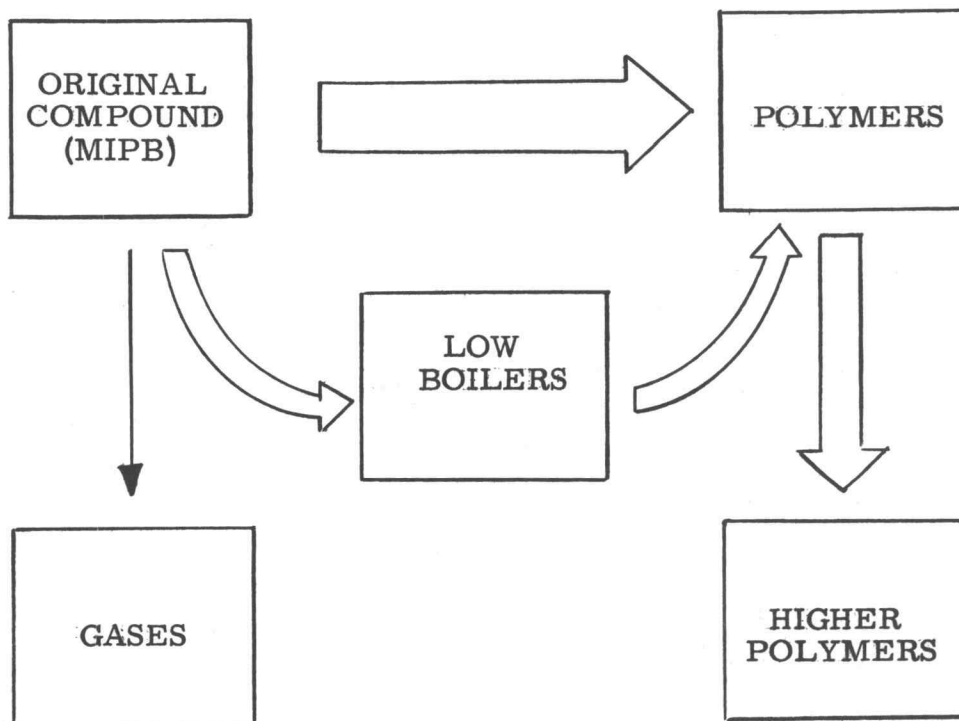 ORIGINAL
COMPOUND
(MIPB)
POLYMERS
LOW
BOILERS
GASES
HIGHER
POLYMERS